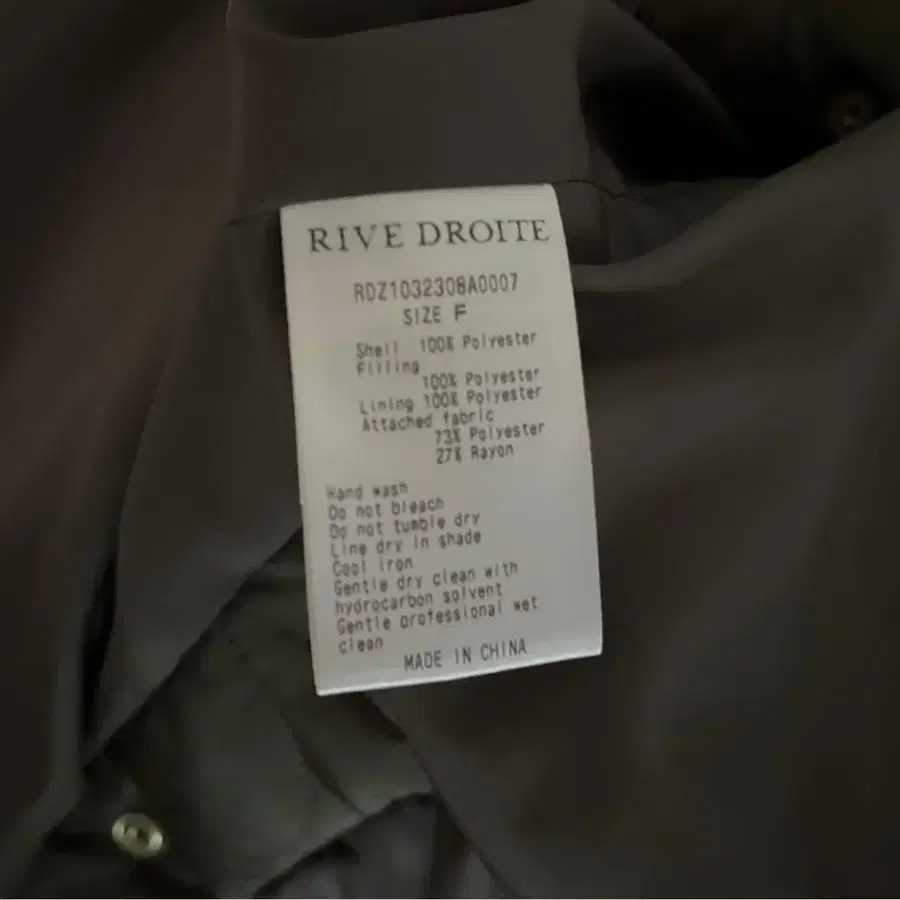 RIVE DROITE
RDZ1032308A0007
SIZE F
Shell 100% Polyester
Filling
100% Polyester
Lining 100% Polyester
Attached fabric
73% Polyester
27% Rayon
Hand wash
Do not bleach
Do not tumble dry
Line dry in shade
Cool iron
Gentle dry clean with
hydrocarbon solvent
Gentle professional wet
clean
MADE IN CHINA